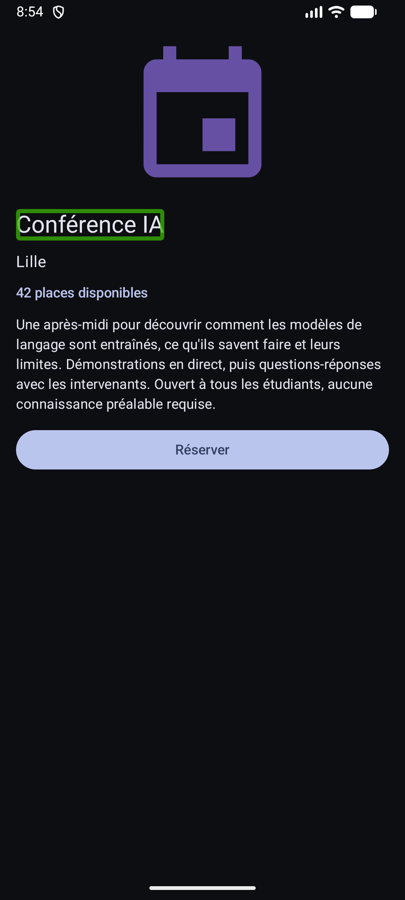 8:54
Conférence IA
Lille
42 places disponibles
Une après-midi pour découvrir comment les modèles de
langage sont entraînés, ce qu'ils savent faire et leurs
limites. Démonstrations en direct, puis questions-réponses
avec les intervenants. Ouvert à tous les étudiants, aucune
connaissance préalable requise.
Réserver